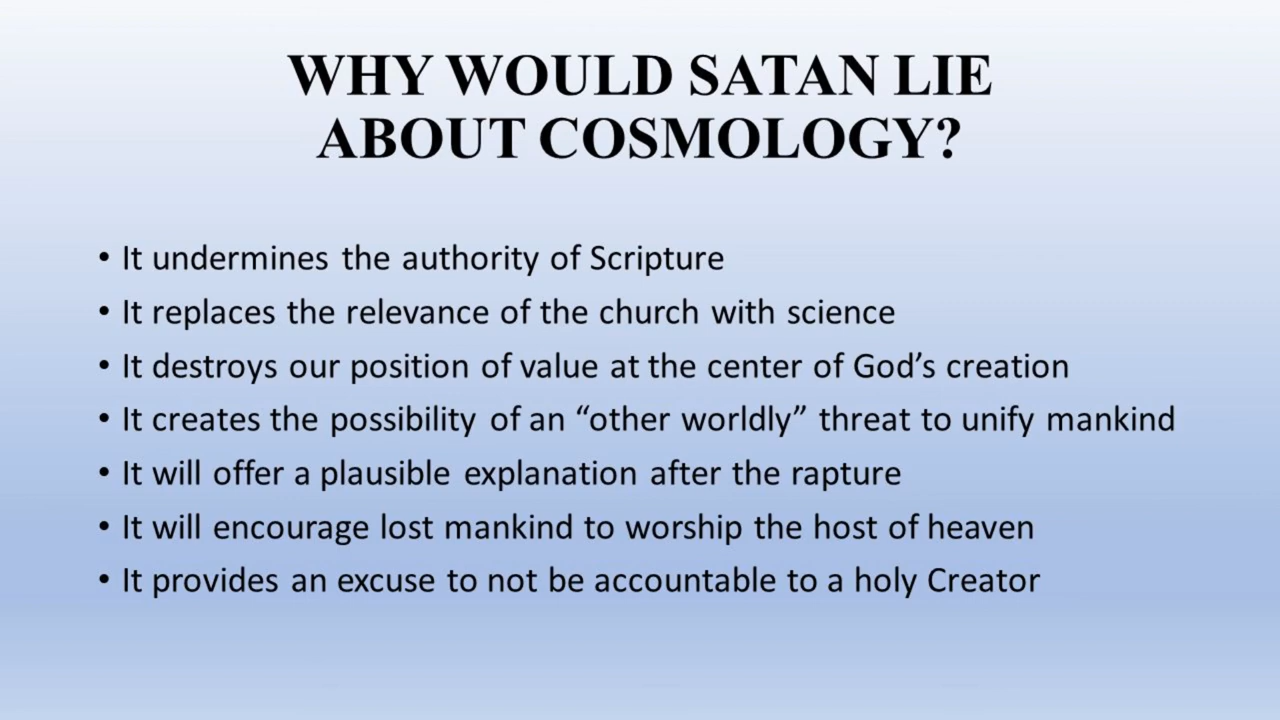 WHY WOULD SATAN LIE
ABOUT COSMOLOGY?
• It undermines the authority of Scripture
• It replaces the relevance of the church with science
• It destroys our position of value at the center of God’s creation
• It creates the possibility of an “other worldly” threat to unify mankind
• It will offer a plausible explanation after the rapture
• It will encourage lost mankind to worship the host of heaven
• It provides an excuse to not be accountable to a holy Creator